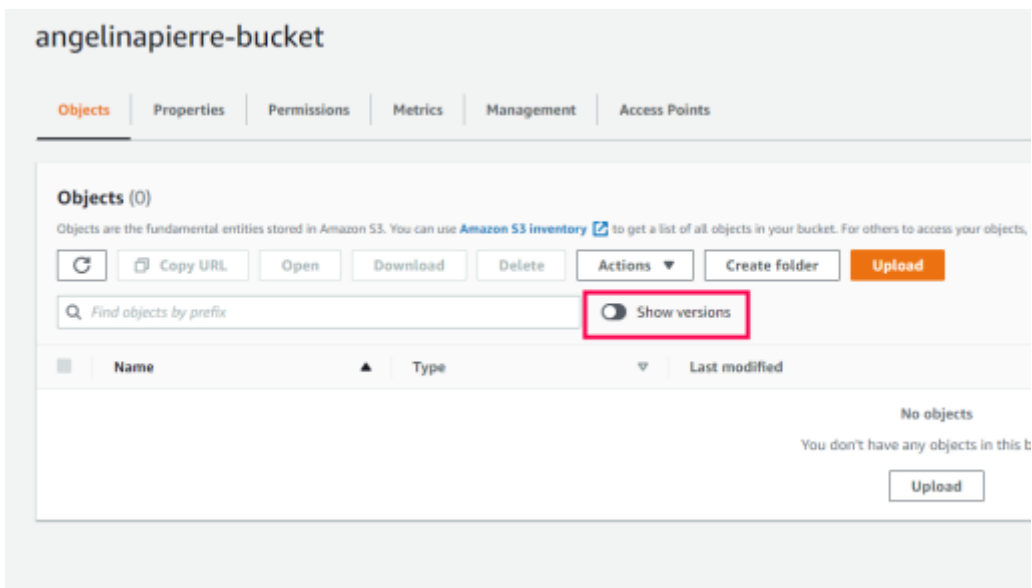 angelinapierre-bucket
Objects Properties Permissions Metrics Management Access Points
Objects (0)
Objects are the fundamental entities stored in Amazon S3. You can use Amazon S3 inventory to get a list of all objects in your bucket. For others to access your objects,
Copy URL Open Download Delete Actions Create folder Upload
Find objects by prefix Show versions
Name Type Last modified
No objects
You don't have any objects in this b
Upload